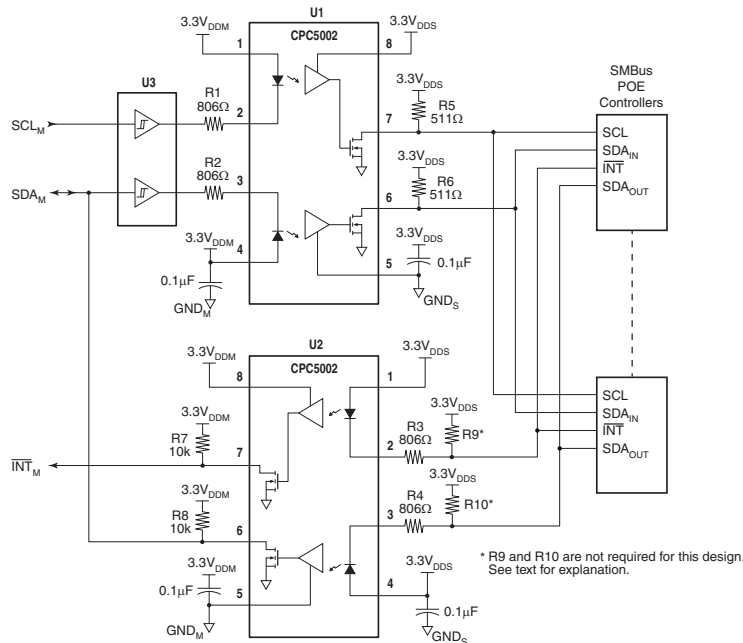 U1
3.3VDDM
3.3VDDS
1
CPC5002
8
U3
R1
806Ω
3.3VDDS
SMBus
POE
Controllers
SCLM
2
7
R5
511Ω
SCL
R2
806Ω
3.3VDDS
SDAIN
INT
SDAM
3
6
R6
511Ω
SDAOUT
3.3VDDM
4
3.3VDDS
5
0.1μF
0.1μF
GNDM
GNDS
U2
3.3VDDM
3.3VDDS
8
CPC5002
1
SCL
3.3VDDM
3.3VDDS
SDAIN
R7
10k
R3
806Ω
R9*
INT
INTM
7
2
SDAOUT
3.3VDDM
3.3VDDS
R8
10k
R4
806Ω
R10*
6
3
* R9 and R10 are not required for this design.
See text for explanation.
3.3VDDM
3.3VDDS
0.1μF
5
4
0.1μF
GNDM
GNDS